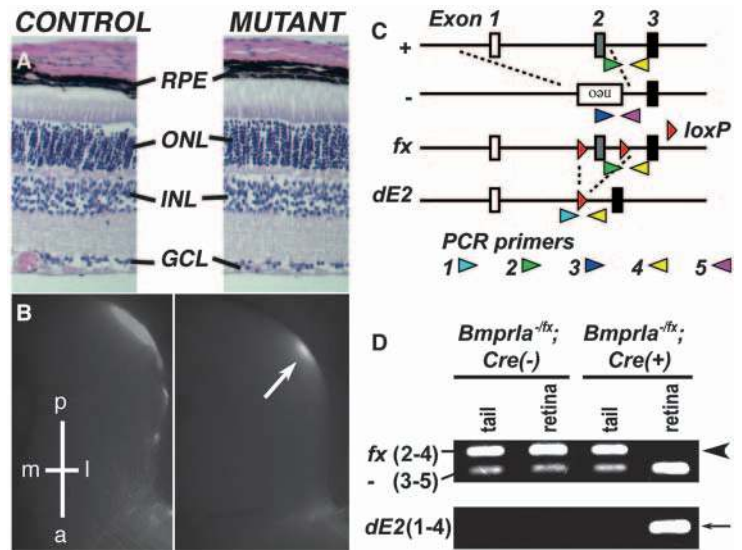 CONTROL
MUTANT
A
RPE
ONL
INL
GCL
B
p
m l
a
C
Exon 1 2 3
+
neo
-
fx
loxP
dE2
PCR primers
1 2 3 4 5
D
Bmprla-/fx; Bmprla-/fx;
Cre(-) Cre(+)
tail retina tail retina
fx (2-4)
- (3-5)
dE2(1-4)